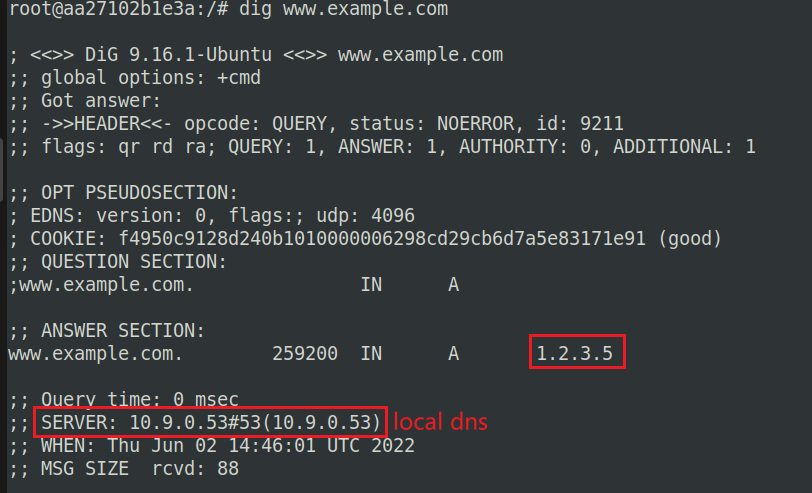 root@aa27102b1e3a:/# dig www.example.com
; <<>> DiG 9.16.1-Ubuntu <<>> www.example.com
;; global options: +cmd
;; Got answer:
;; ->>HEADER<<- opcode: QUERY, status: NOERROR, id: 9211
;; flags: qr rd ra; QUERY: 1, ANSWER: 1, AUTHORITY: 0, ADDITIONAL: 1
;; OPT PSEUDOSECTION:
; EDNS: version: 0, flags:; udp: 4096
; COOKIE: f4950c9128d240b1010000006298cd29cb6d7a5e83171e91 (good)
;; QUESTION SECTION:
;www.example.com. IN A
;; ANSWER SECTION:
www.example.com. 259200 IN A 1.2.3.5
;; Query time: 0 msec
;; SERVER: 10.9.0.53#53(10.9.0.53) local dns
;; WHEN: Thu Jun 02 14:46:01 UTC 2022
;; MSG SIZE rcvd: 88